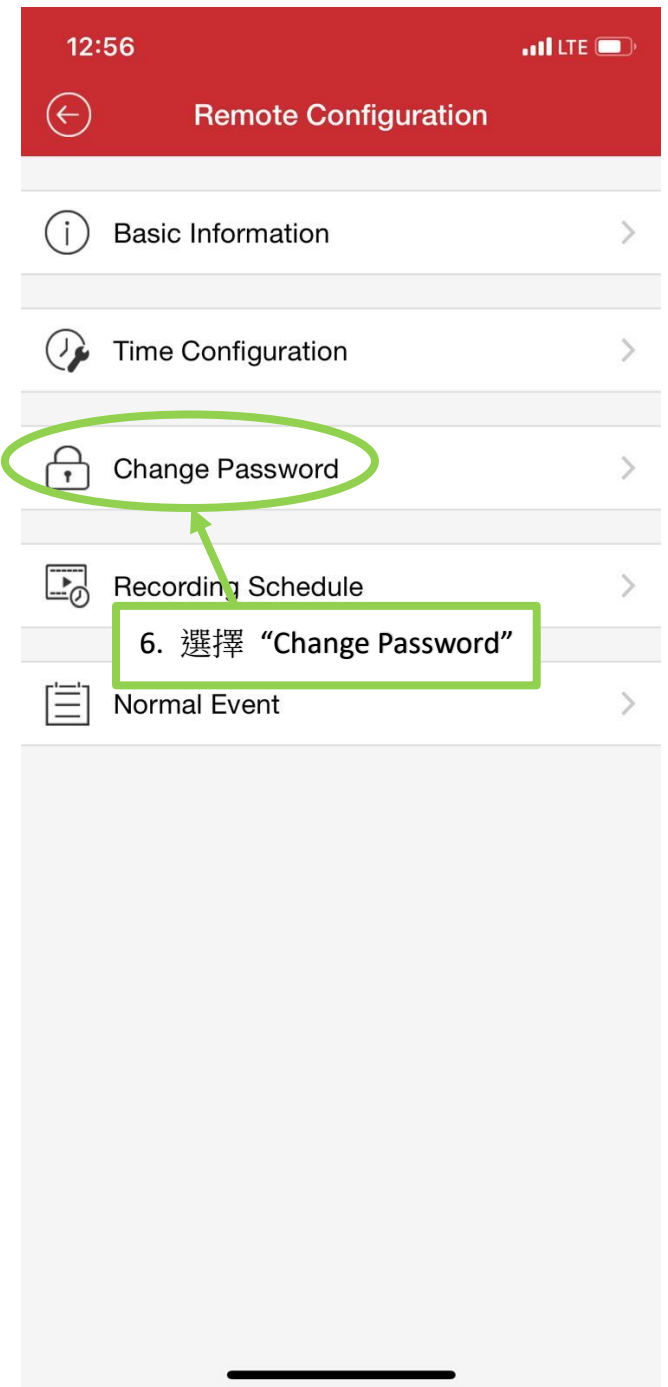 12:56 LTE
Remote Configuration
Basic Information
Time Configuration
Change Password
Recording Schedule
6. 選擇 “Change Password”
Normal Event